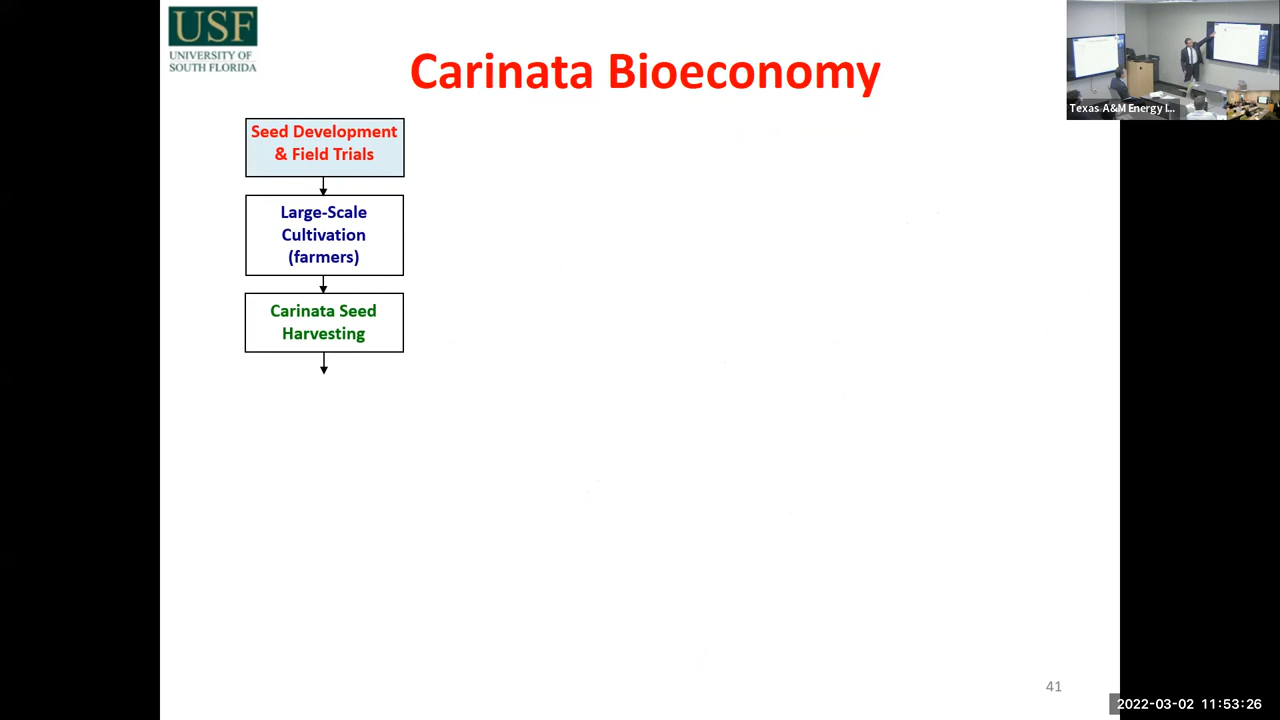 USF
UNIVERSITY OF
SOUTH FLORIDA
Carinata Bioeconomy
Texas A&M Energy I...
Seed Development
& Field Trials
Large-Scale
Cultivation
(farmers)
Carinata Seed
Harvesting
41
2022-03-02 11:53:26